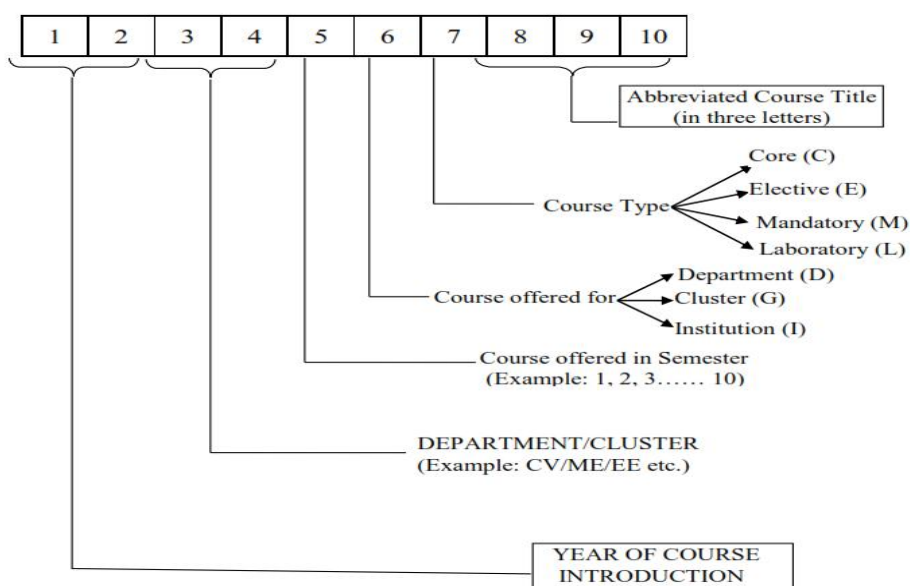 1 2 3 4 5 6 7 8 9 10
Abbreviated Course Title
(in three letters)
Core (C)
Elective (E)
Course Type
Mandatory (M)
Laboratory (L)
Department (D)
Course offered for
Cluster (G)
Institution (I)
Course offered in Semester
(Example: 1, 2, 3…… 10)
DEPARTMENT/CLUSTER
(Example: CV/ME/EE etc.)
YEAR OF COURSE
INTRODUCTION